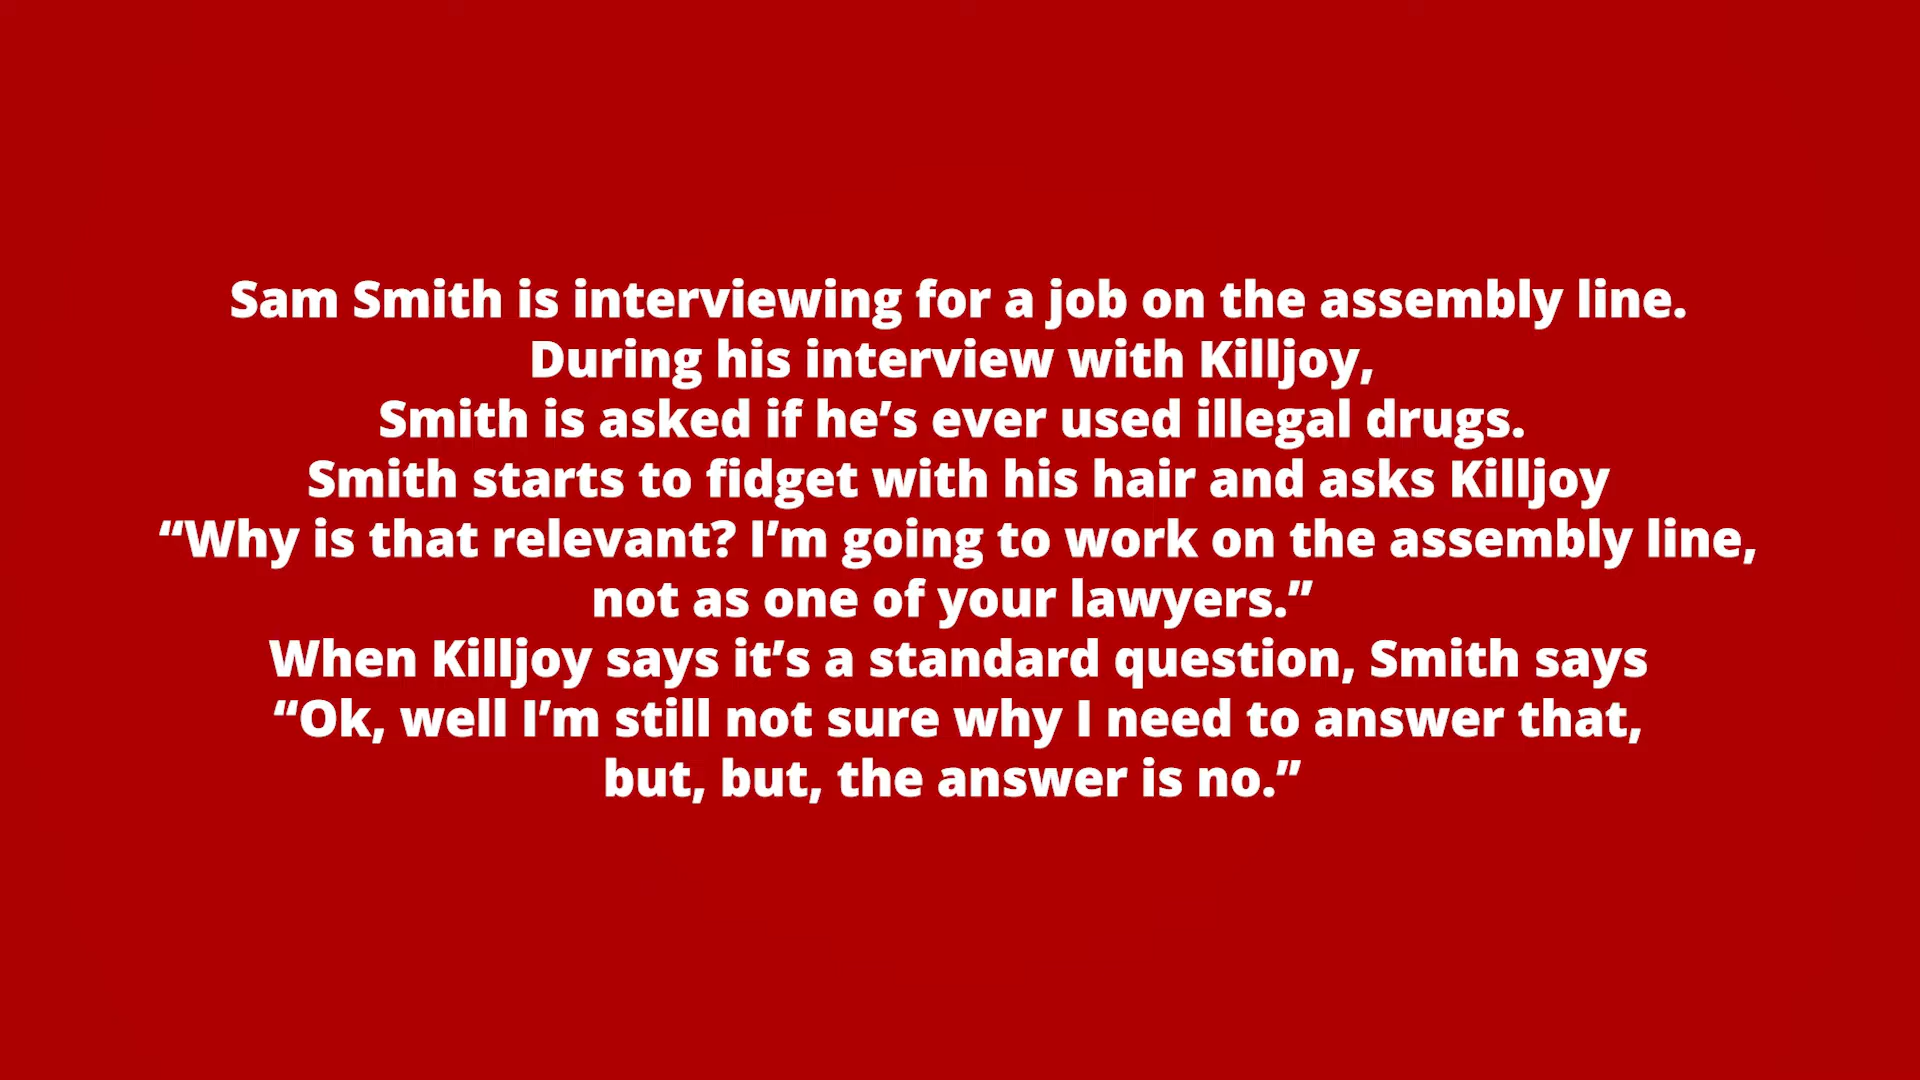 Sam Smith is interviewing for a job on the assembly line.
During his interview with Killjoy,
Smith is asked if he’s ever used illegal drugs.
Smith starts to fidget with his hair and asks Killjoy
“Why is that relevant? I’m going to work on the assembly line,
not as one of your lawyers.”
When Killjoy says it’s a standard question, Smith says
“Ok, well I’m still not sure why I need to answer that,
but, but, the answer is no.”